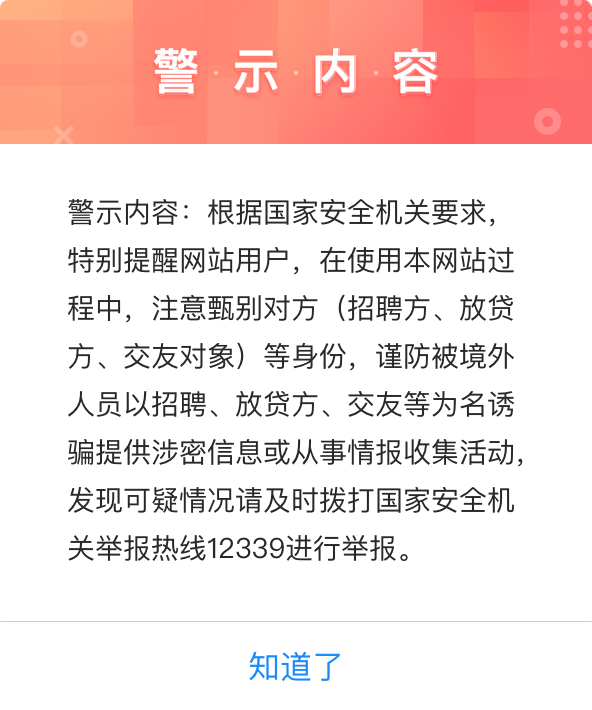 警·示·内·容
警示内容：根据国家安全机关要求，
特别提醒网站用户，在使用本网站过
程中，注意甄别对方（招聘方、放贷
方、交友对象）等身份，谨防被境外
人员以招聘、放贷方、交友等为名诱
骗提供涉密信息或从事情报收集活动，
发现可疑情况请及时拨打国家安全机
关举报热线12339进行举报。
知道了